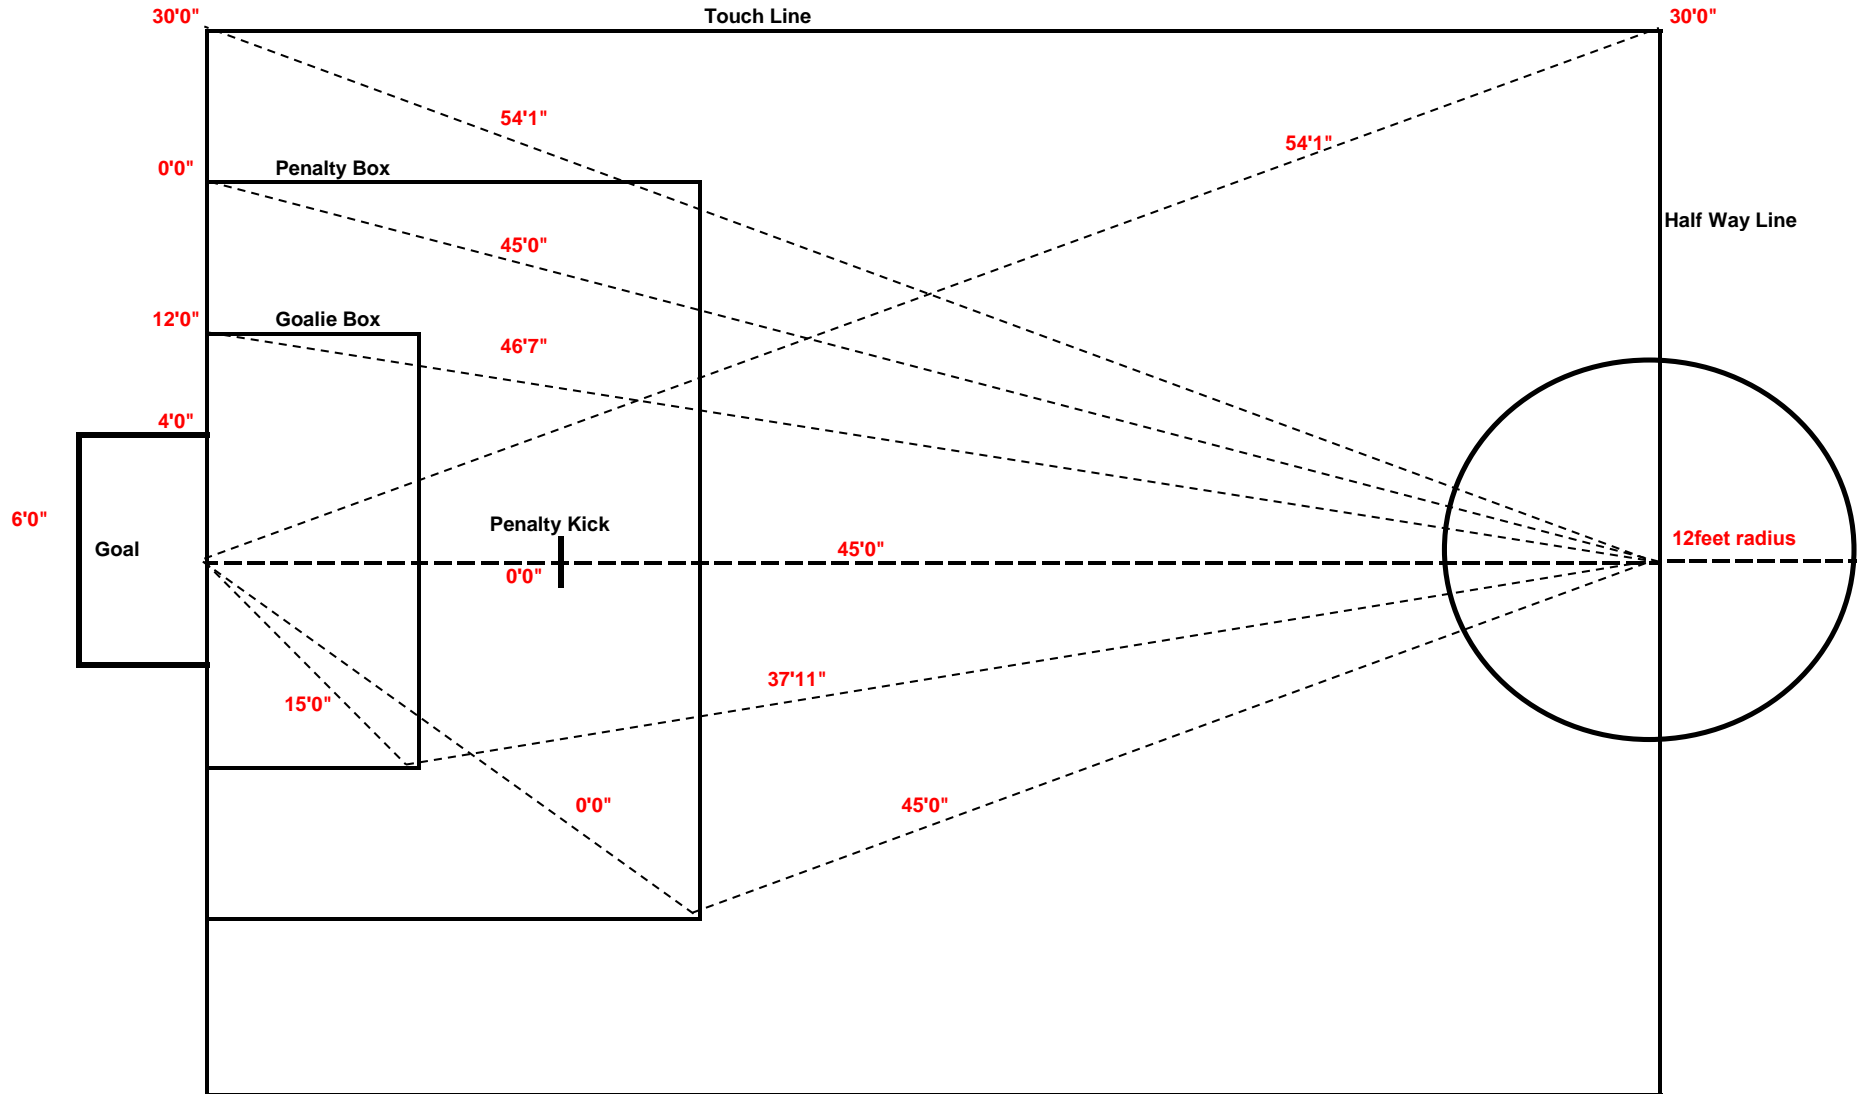 30'0" Touch Line 30'0"
54'1"
54'1"
0'0" Penalty Box
Half Way Line
45'0"
12'0" Goalie Box
46'7"
4'0"
6'0"
Penalty Kick
Goal
45'0"
12feet radius
0'0"
37'11"
15'0"
0'0"
45'0"